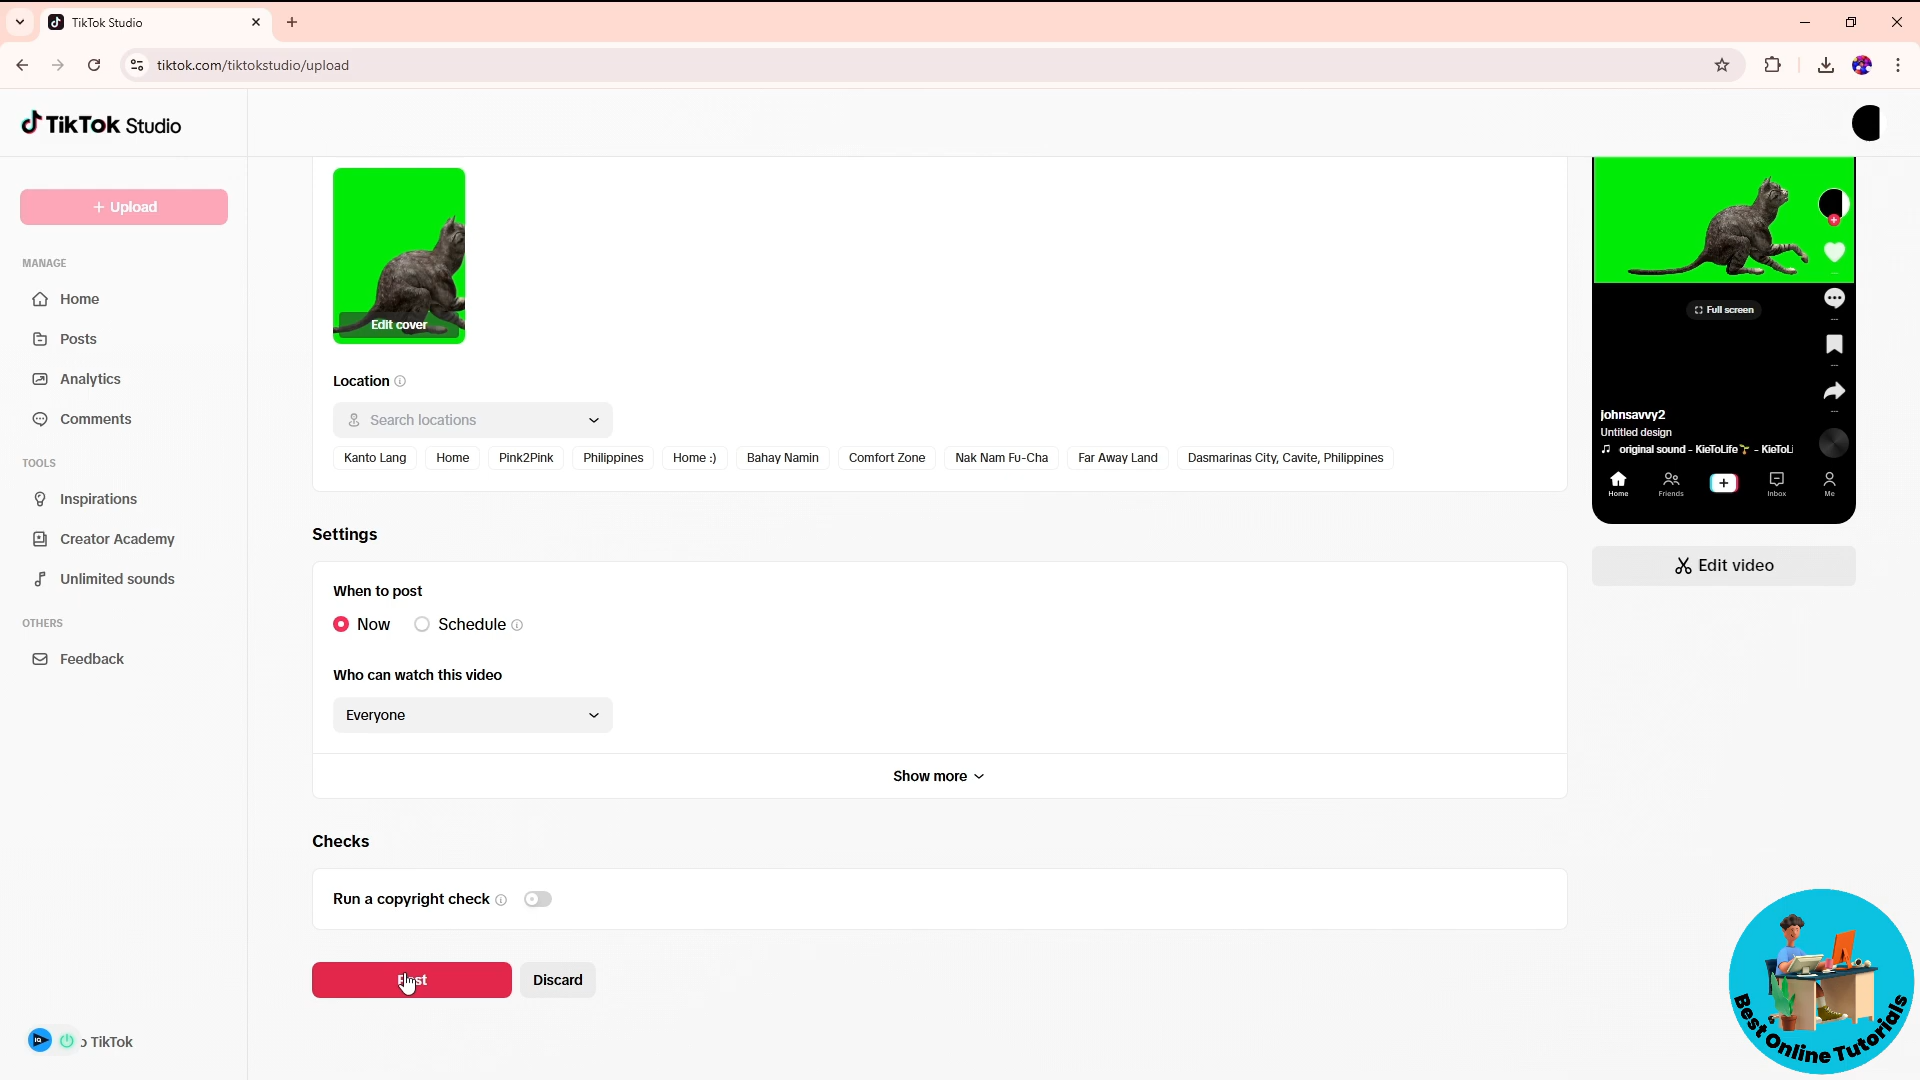 TikTok Studio
tiktok.com/tiktokstudio/upload
TikTok Studio
+ Upload
MANAGE
Home
Posts
Analytics
Comments
TOOLS
Inspirations
Creator Academy
Unlimited sounds
OTHERS
Feedback
TikTok
Edit cover
Location
Search locations
Kanto Lang
Home
Pink2Pink
Philippines
Home :)
Bahay Namin
Comfort Zone
Nak Nam Fu-Cha
Far Away Land
Dasmarinas City, Cavite, Philippines
Settings
When to post
Now
Schedule
Who can watch this video
Everyone
Show more
Checks
Run a copyright check
Post
Discard
Full screen
johnsavvy2
Untitled design
original sound - KieToLife - KieToLi
Home
Friends
Inbox
Me
Edit video
Best Online Tutorials